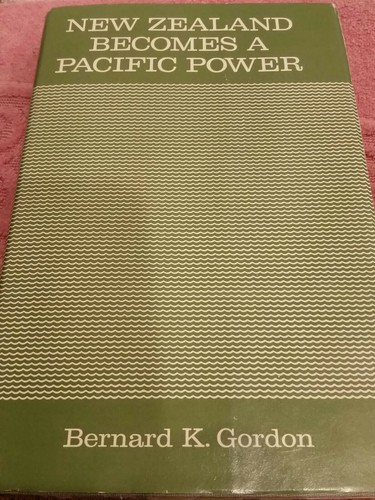 NEW ZEALAND
BECOMES A
PACIFIC POWER
Bernard K. Gordon